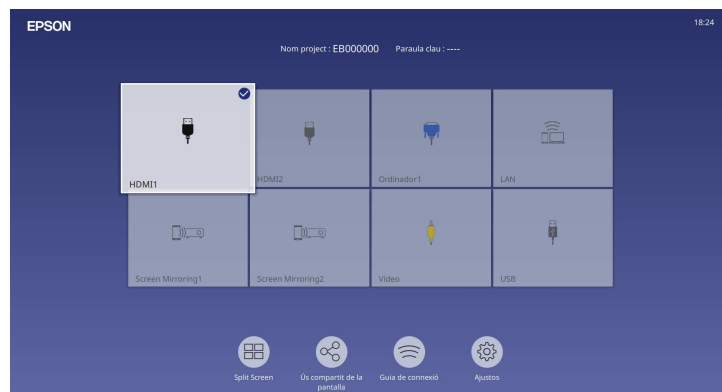 EPSON
18:24
Nom project : EB000000 Paraula clau : ----
HDMI1
HDMI2
Ordinador1
LAN
Screen Mirroring1
Screen Mirroring2
Vídeo
USB
Split Screen
Ús compartit de la
pantalla
Guia de connexió
Ajustos